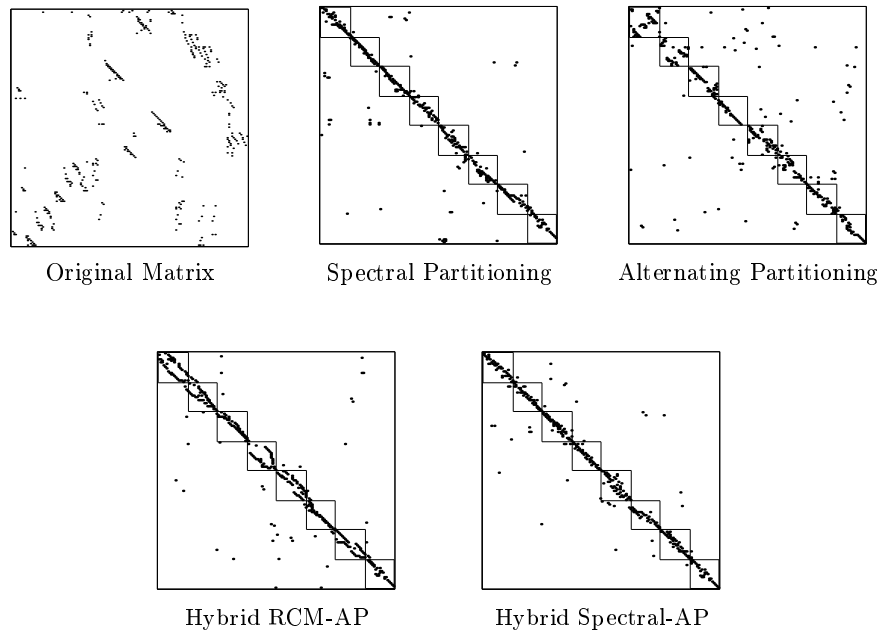 Original Matrix
Spectral Partitioning
Alternating Partitioning
Hybrid RCM-AP
Hybrid Spectral-AP